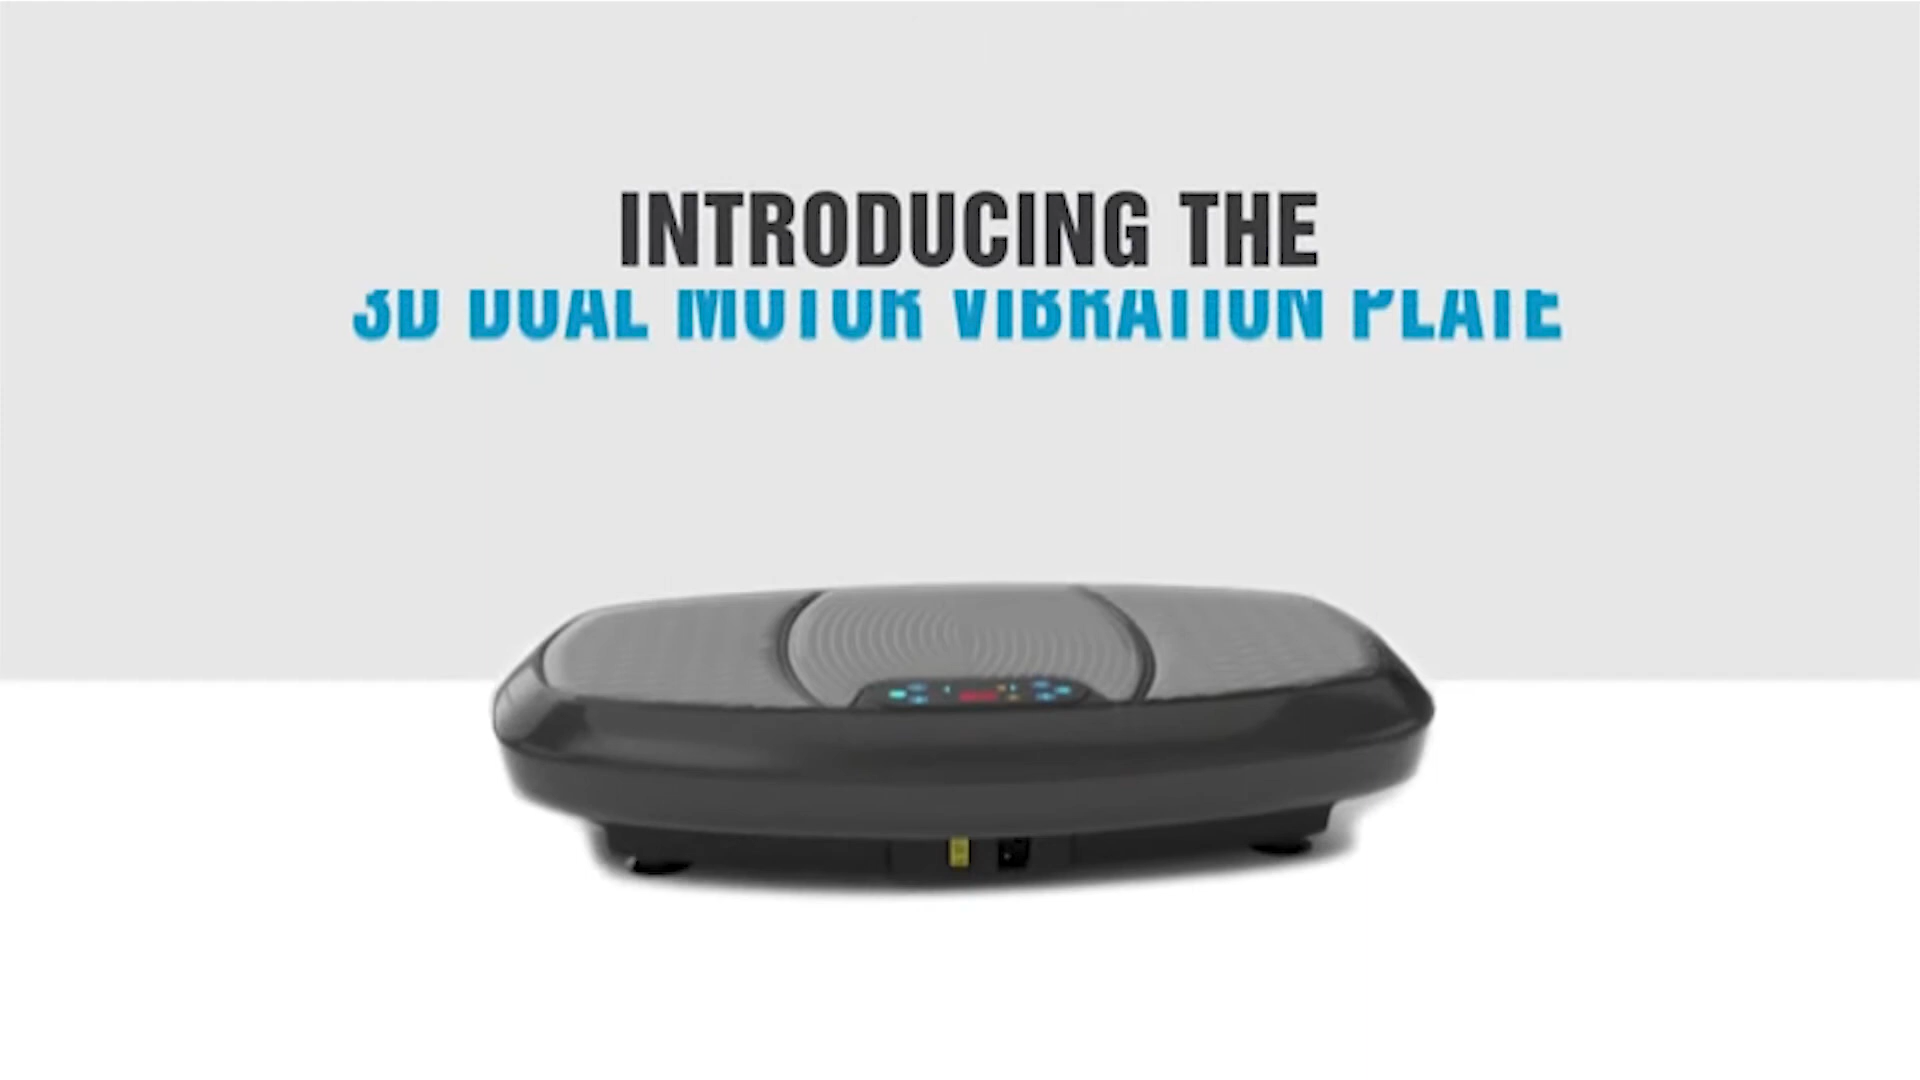 INTRODUCING THE
3D DUAL MOTOR VIBRATION PLATE